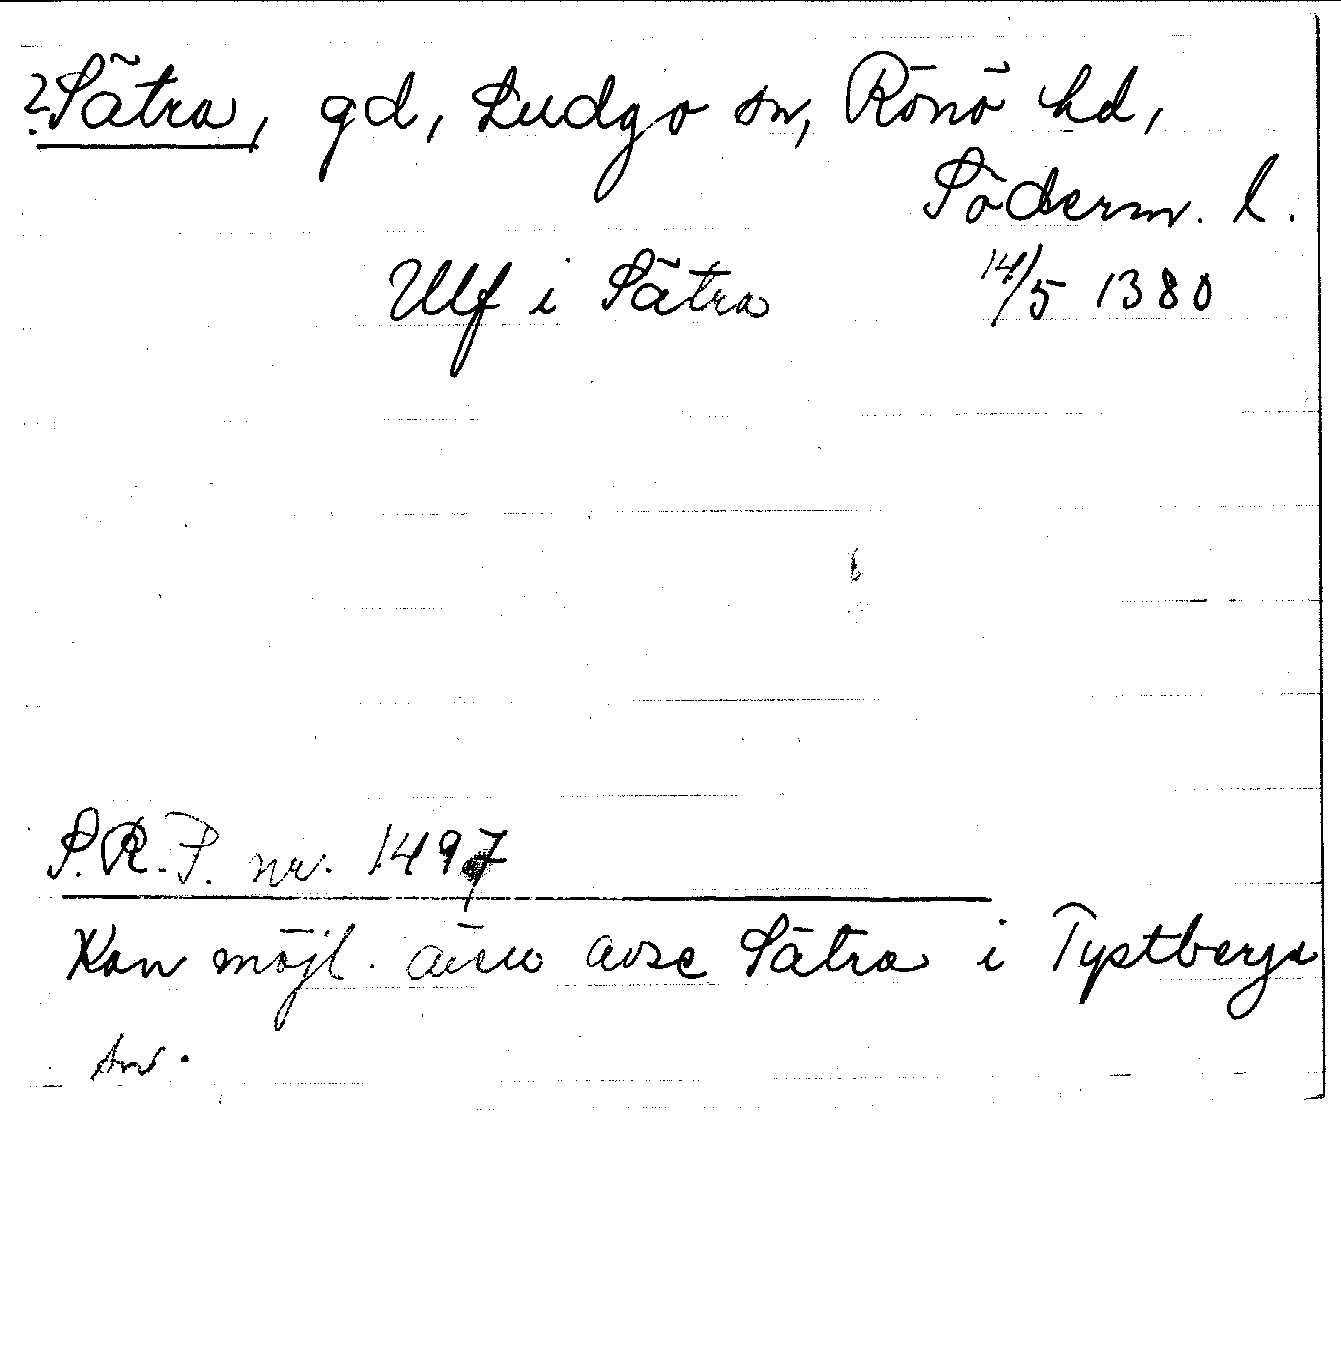 ?Sätra, gd, Ludgo sn, Rönö hd,
Söderm. l.
Ulf i Sätra 14/5 1380
S.R.P. nr. 1497
Kan möjl. även avse Sätra i Tystberga
sn.